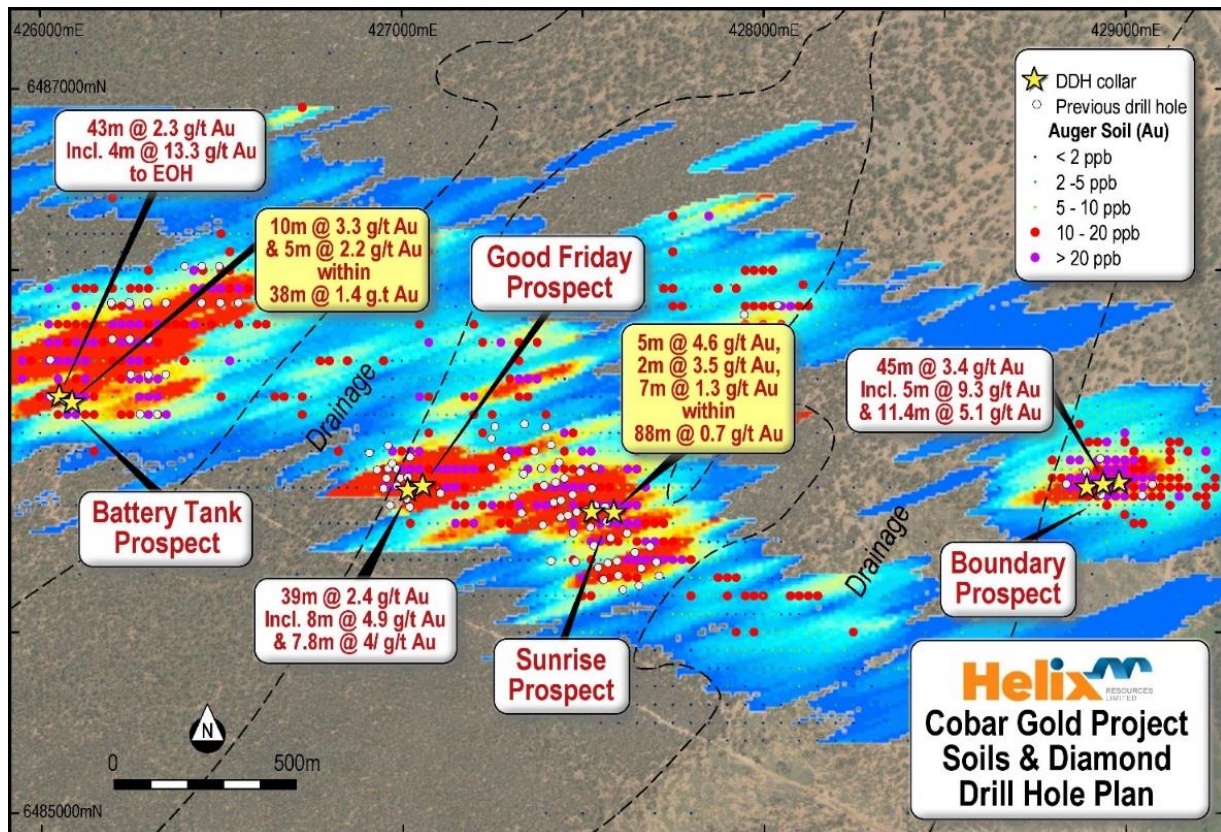 426000mE
427000mE
428000mE
429000mE
6487000mN
43m @ 2.3 g/t Au
Incl. 4m @ 13.3 g/t Au
to EOH
10m @ 3.3 g/t Au
& 5m @ 2.2 g/t Au
within
38m @ 1.4 g.t Au
Good Friday
Prospect
5m @ 4.6 g/t Au,
2m @ 3.5 g/t Au,
7m @ 1.3 g/t Au
within
88m @ 0.7 g/t Au
DDH collar
Previous drill hole
Auger Soil (Au)
< 2 ppb
2 -5 ppb
5 - 10 ppb
10 - 20 ppb
> 20 ppb
45m @ 3.4 g/t Au
Incl. 5m @ 9.3 g/t Au
& 11.4m @ 5.1 g/t Au
Drainage
Battery Tank
Prospect
39m @ 2.4 g/t Au
Incl. 8m @ 4.9 g/t Au
& 7.8m @ 4/ g/t Au
Sunrise
Prospect
Drainage
Boundary
Prospect
N
0 500m
6485000mN
Helix
RESOURCES
LIMITED
Cobar Gold Project
Soils & Diamond
Drill Hole Plan